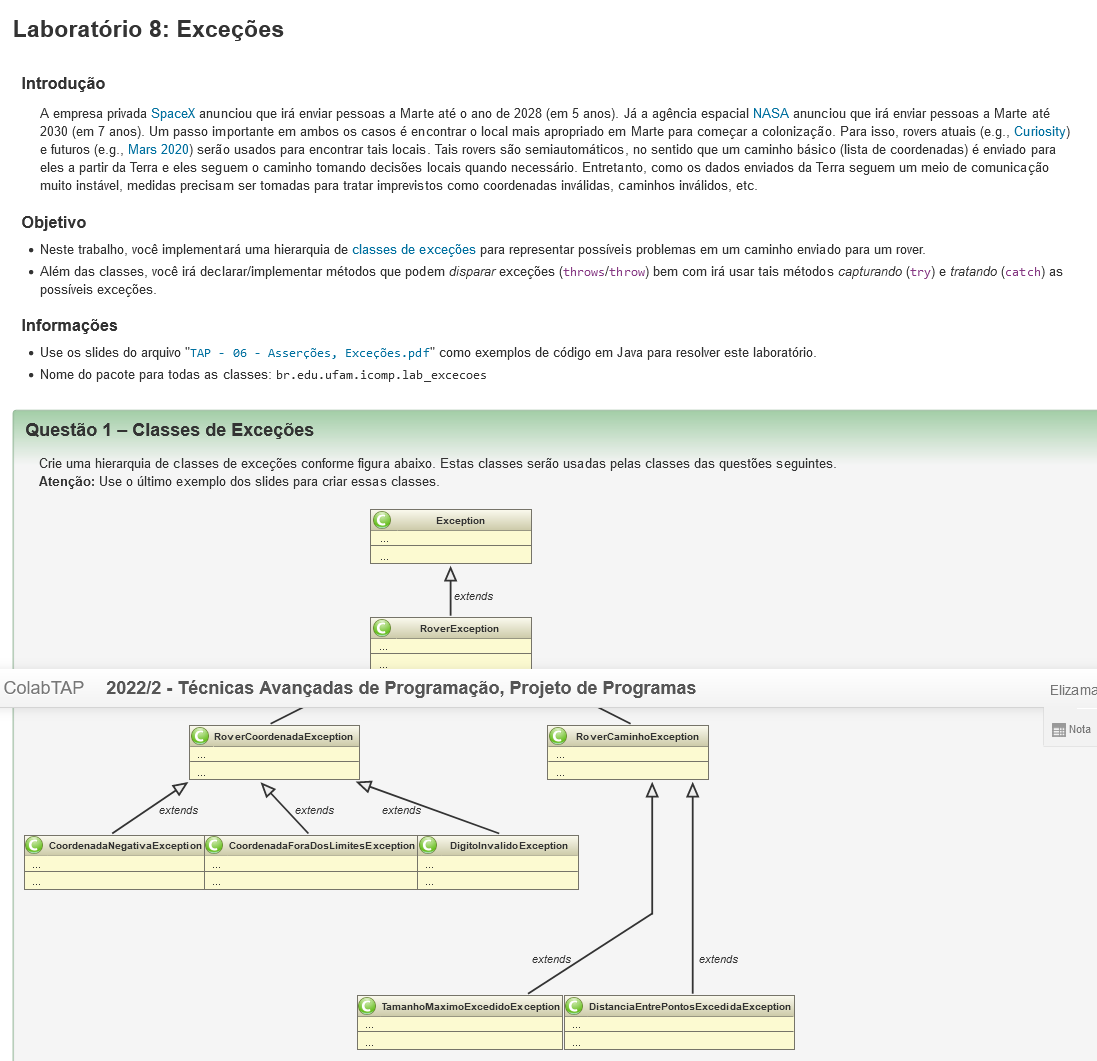 Laboratório 8: Exceções
Introdução
A empresa privada SpaceX anunciou que irá enviar pessoas a Marte até o ano de 2028 (em 5 anos). Já a agência espacial NASA anunciou que irá enviar pessoas a Marte até
2030 (em 7 anos). Um passo importante em ambos os casos é encontrar o local mais apropriado em Marte para começar a colonização. Para isso, rovers atuais (e.g., Curiosity)
e futuros (e.g., Mars 2020) serão usados para encontrar tais locais. Tais rovers são semiautomáticos, no sentido que um caminho básico (lista de coordenadas) é enviado para
eles a partir da Terra e eles seguem o caminho tomando decisões locais quando necessário. Entretanto, como os dados enviados da Terra seguem um meio de comunicação
muito instável, medidas precisam ser tomadas para tratar imprevistos como coordenadas inválidas, caminhos inválidos, etc.
Objetivo
• Neste trabalho, você implementará uma hierarquia de classes de exceções para representar possíveis problemas em um caminho enviado para um rover.
• Além das classes, você irá declarar/implementar métodos que podem disparar exceções (throws/throw) bem com irá usar tais métodos capturando (try) e tratando (catch) as
possíveis exceções.
Informações
• Use os slides do arquivo "TAP - 06 - Asserções, Exceções.pdf" como exemplos de código em Java para resolver este laboratório.
• Nome do pacote para todas as classes: br.edu.ufam.icomp.lab_excecoes
Questão 1 – Classes de Exceções
Crie uma hierarquia de classes de exceções conforme figura abaixo. Estas classes serão usadas pelas classes das questões seguintes.
Atenção: Use o último exemplo dos slides para criar essas classes.
C Exception
...
...
extends
C RoverException
...
...
ColabTAP 2022/2 - Técnicas Avançadas de Programação, Projeto de Programas Elizama
Nota
C RoverCoordenadaException C RoverCaminhoException
... ...
... ...
extends extends extends
C CoordenadaNegativaException C CoordenadaForaDosLimitesException C DigitoInvalidoException
... ... ...
... ... ...
extends extends
C TamanhoMaximoExcedidoException C DistanciaEntrePontosExcedidaException
... ...
... ...